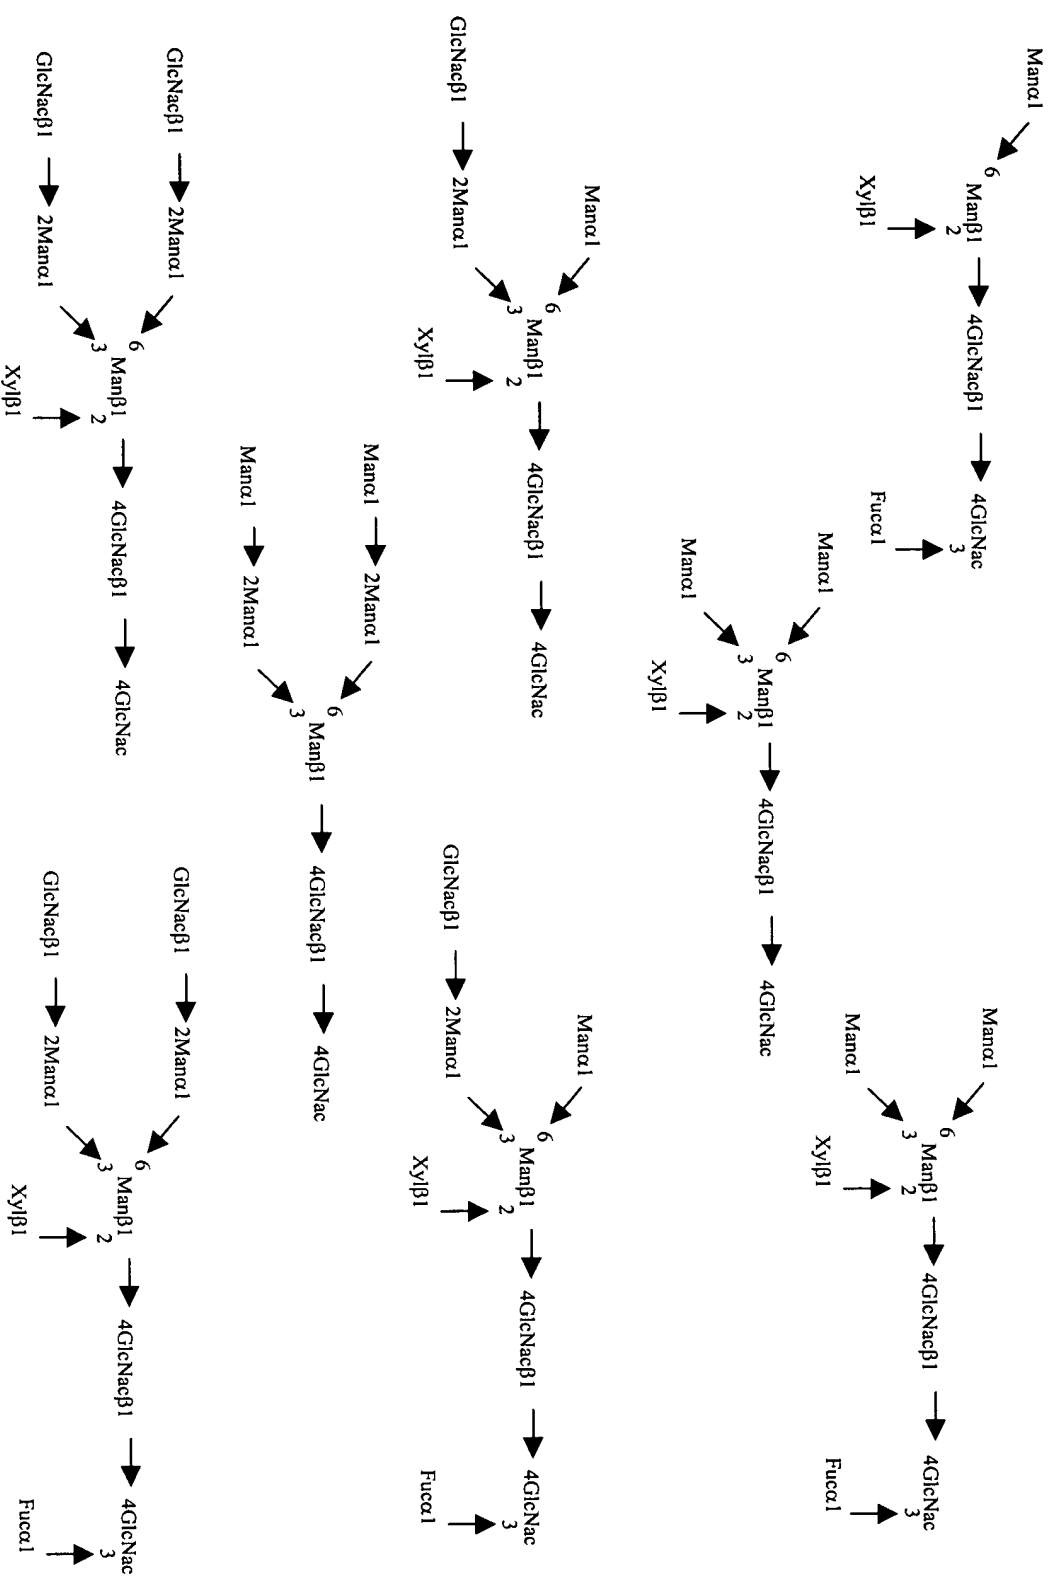 Manα1
6
Manβ1 4GlcNacβ1 4GlcNac
2 3
Xylβ1 Fucα1
Manα1
6
Manβ1 4GlcNacβ1 4GlcNac
3 2 3
Manα1 Xylβ1 Fucα1
Manα1
6
Manβ1 4GlcNacβ1 4GlcNac
3 2
Manα1 Xylβ1
Manα1
6
Manβ1 4GlcNacβ1 4GlcNac
3 2
GlcNacβ1 2Manα1 Xylβ1
Manα1
6
Manβ1 4GlcNacβ1 4GlcNac
3 2 3
GlcNacβ1 2Manα1 Xylβ1 Fucα1
Manα1 2Manα1
6
Manβ1 4GlcNacβ1 4GlcNac
3
Manα1 2Manα1
GlcNacβ1 2Manα1
6
Manβ1 4GlcNacβ1 4GlcNac
3 2
GlcNacβ1 2Manα1 Xylβ1
GlcNacβ1 2Manα1
6
Manβ1 4GlcNacβ1 4GlcNac
3 2 3
GlcNacβ1 2Manα1 Xylβ1 Fucα1